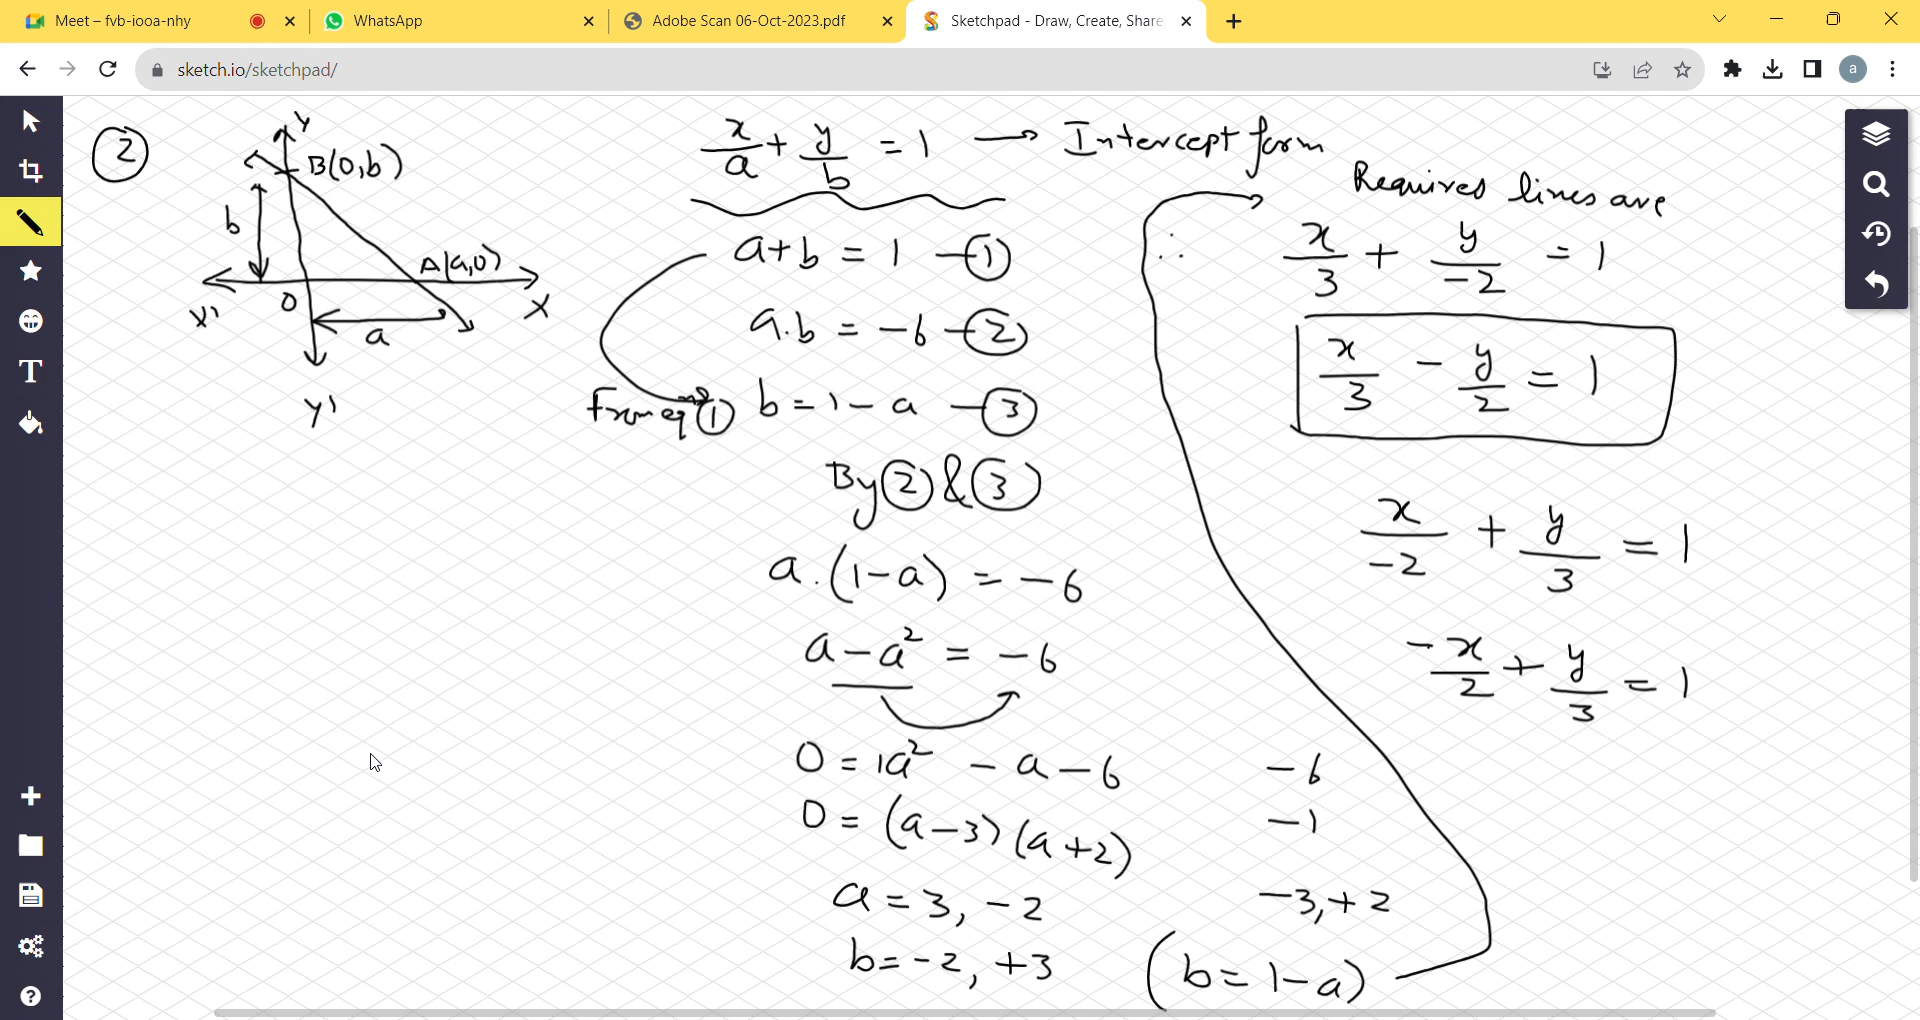 Meet – fvb-iooa-nhy
WhatsApp
Adobe Scan 06-Oct-2023.pdf
Sketchpad - Draw, Create, Share
sketch.io/sketchpad/
a
T
?
②
Y
B(0,b)
b
A(a,0)
X'
O
X
a
Y'
x/a + y/b = 1 → Intercept form
a+b = 1 — ①
a.b = -6 — ②
From eqⁿ ① b = 1 - a — ③
By ② & ③
a.(1-a) = -6
a - a² = -6
0 = 1a² - a - 6
0 = (a-3)(a+2)
a = 3, -2
b = -2, +3
-6
-1
-3, +2
(b = 1-a)
∴ Requires lines are
x/3 + y/-2 = 1
x/3 - y/2 = 1
x/-2 + y/3 = 1
-x/2 + y/3 = 1